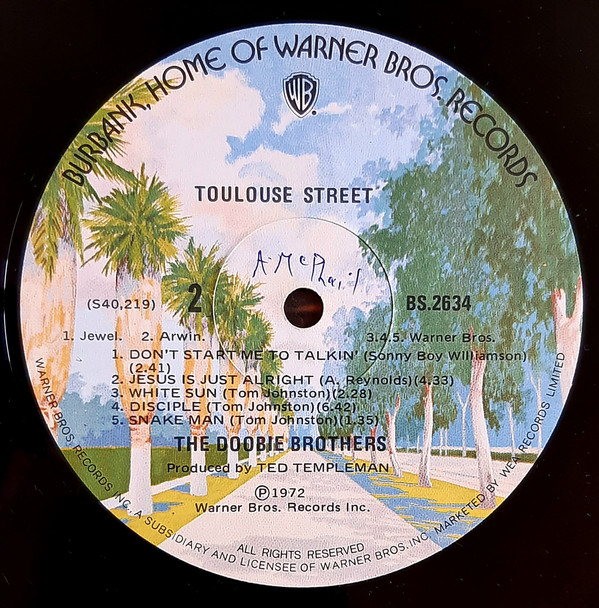 BURBANK, HOME OF WARNER BROS. RECORDS
WB
TOULOUSE STREET
A McPhail
(S40,219) 2 BS.2634
1. Jewel. 2. Arwin. 3.4.5. Warner Bros.
1. DON'T START ME TO TALKIN' (Sonny Boy Williamson)
(2.41)
2. JESUS IS JUST ALRIGHT (A. Reynolds)(4.33)
3. WHITE SUN (Tom Johnston)(2.28)
4. DISCIPLE (Tom Johnston)(6.42)
5. SNAKE MAN (Tom Johnston)(1.35)
THE DOOBIE BROTHERS
Produced by TED TEMPLEMAN
Ⓟ1972
Warner Bros. Records Inc.
ALL RIGHTS RESERVED
WARNER BROS. RECORDS INC. A SUBSIDIARY AND LICENSEE OF WARNER BROS. INC. MARKETED BY WEA RECORDS LIMITED